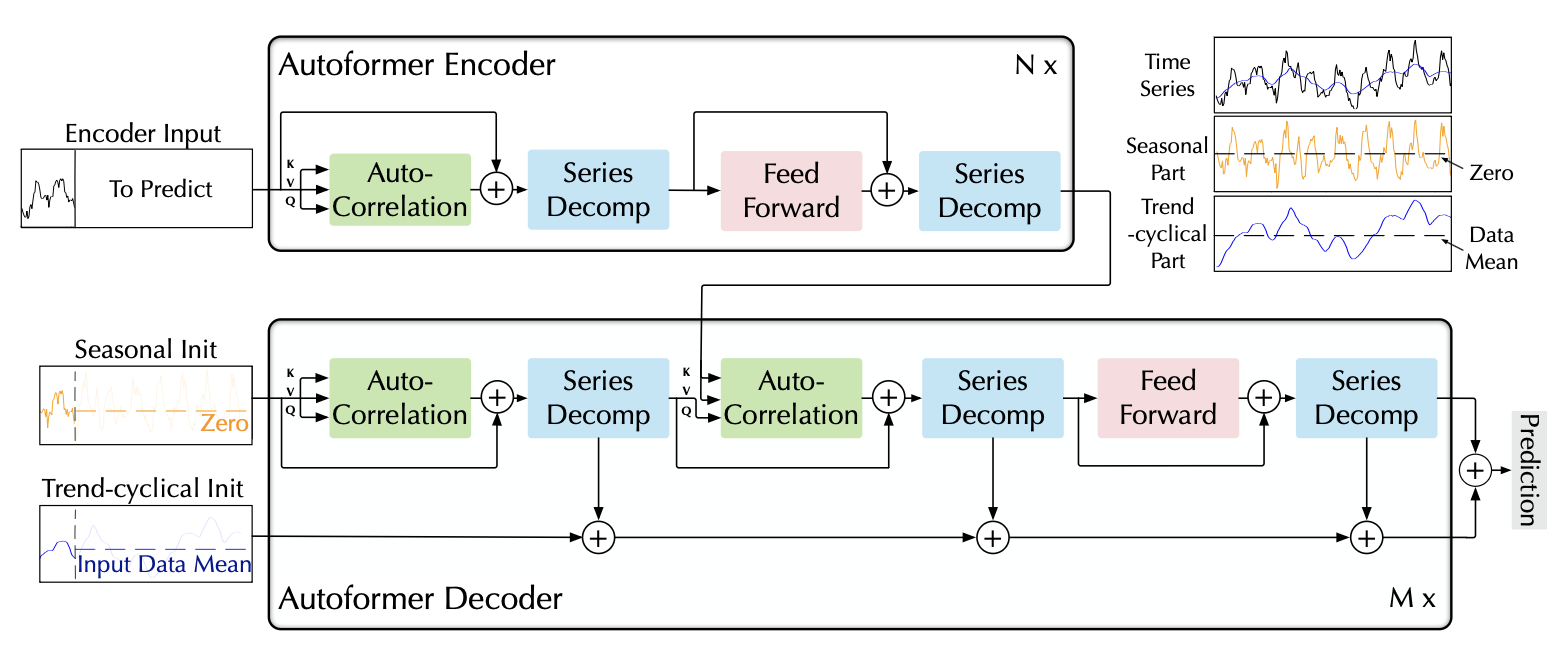 Autoformer Encoder
N x
Encoder Input
To Predict
K
V
Q
Auto-
Correlation
+
Series
Decomp
Feed
Forward
+
Series
Decomp
Time
Series
Seasonal
Part
Zero
Trend
-cyclical
Part
Data
Mean
Seasonal Init
Zero
Trend-cyclical Init
Input Data Mean
K
V
Q
Auto-
Correlation
+
Series
Decomp
K
V
Q
Auto-
Correlation
+
Series
Decomp
Feed
Forward
+
Series
Decomp
+
+
+
+
Prediction
Autoformer Decoder
M x